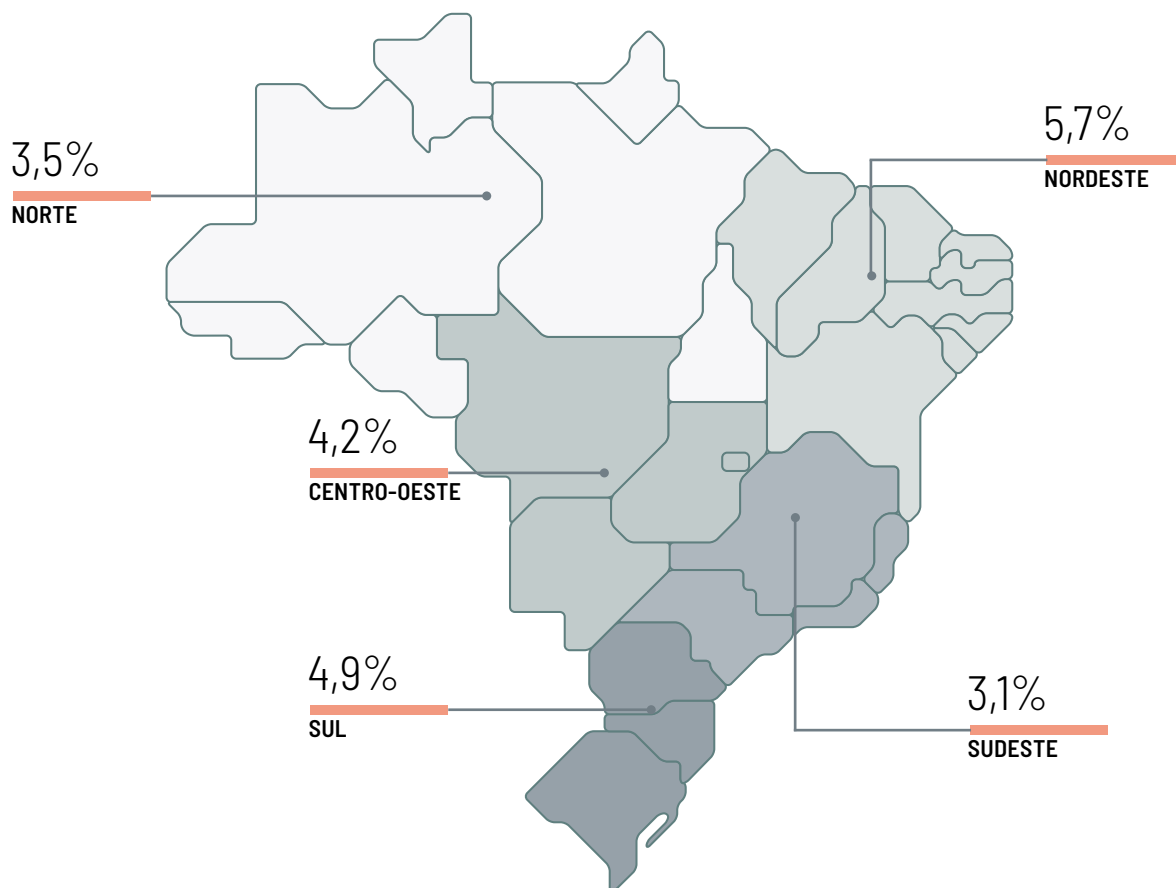 5,7%
NORDESTE
3,5%
NORTE
4,2%
CENTRO-OESTE
4,9%
SUL
3,1%
SUDESTE